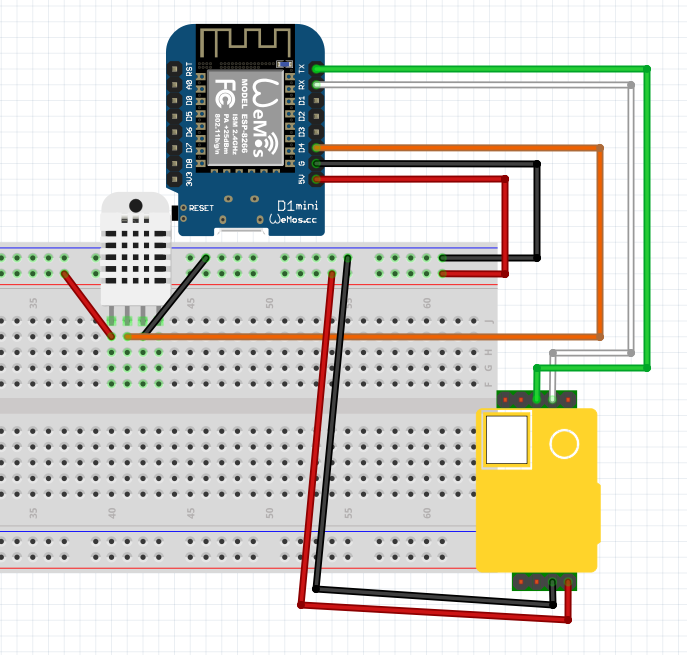 RST
A0
D0
D5
D6
D7
D8
3V3
TX
RX
D1
D2
D3
D4
G
5V
WeMos
FC
MODEL ESP-8266
ISM 2.4GHz
PA +25dBm
802.11b/g/n
RESET
D1mini
WeMos.cc
35
45
50
60
J
H
G
F
35
40
45
50
55
60